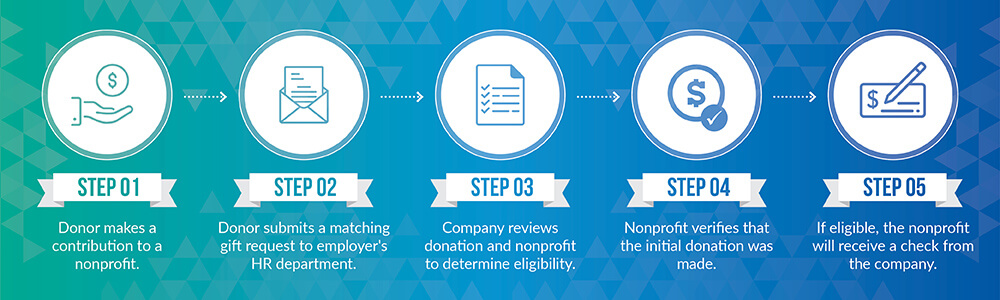 STEP 01
Donor makes a
contribution to a
nonprofit.
STEP 02
Donor submits a matching
gift request to employer's
HR department.
STEP 03
Company reviews
donation and nonprofit
to determine eligibility.
STEP 04
Nonprofit verifies that
the initial donation was
made.
STEP 05
If eligible, the nonprofit
will receive a check from
the company.